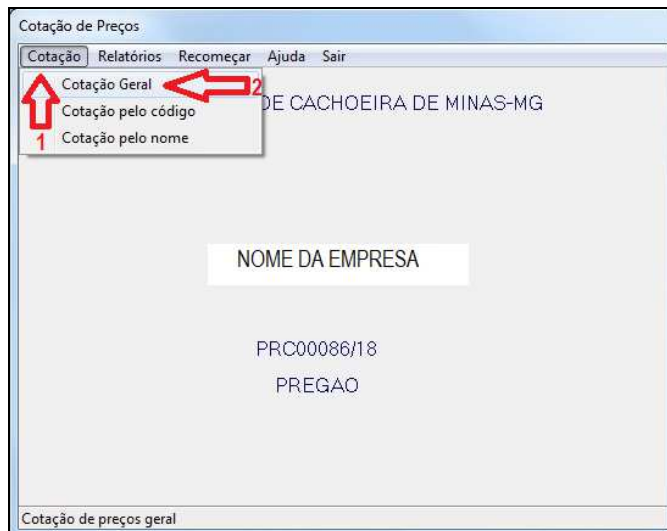 Cotação de Preços
Cotação Relatórios Recomeçar Ajuda Sair
Cotação Geral 2
DE CACHOEIRA DE MINAS-MG
Cotação pelo código
1 Cotação pelo nome
NOME DA EMPRESA
PRC00086/18
PREGAO
Cotação de preços geral